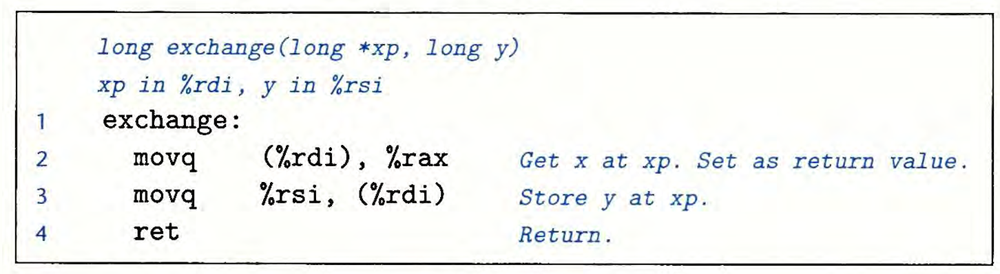 long exchange(long *xp, long y)
xp in %rdi, y in %rsi
1 exchange:
2 movq (%rdi), %rax Get x at xp. Set as return value.
3 movq %rsi, (%rdi) Store y at xp.
4 ret Return.